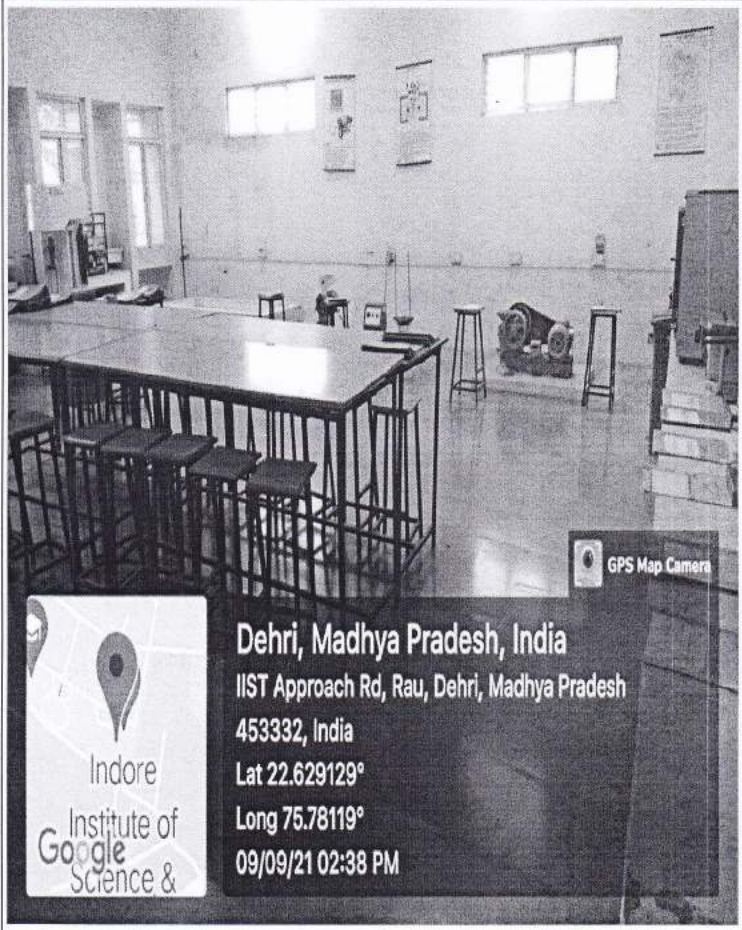 GPS Map Camera
Dehri, Madhya Pradesh, India
IIST Approach Rd, Rau, Dehri, Madhya Pradesh
453332, India
Lat 22.629129°
Long 75.78119°
09/09/21 02:38 PM
Indore
Institute of
Google
Science &